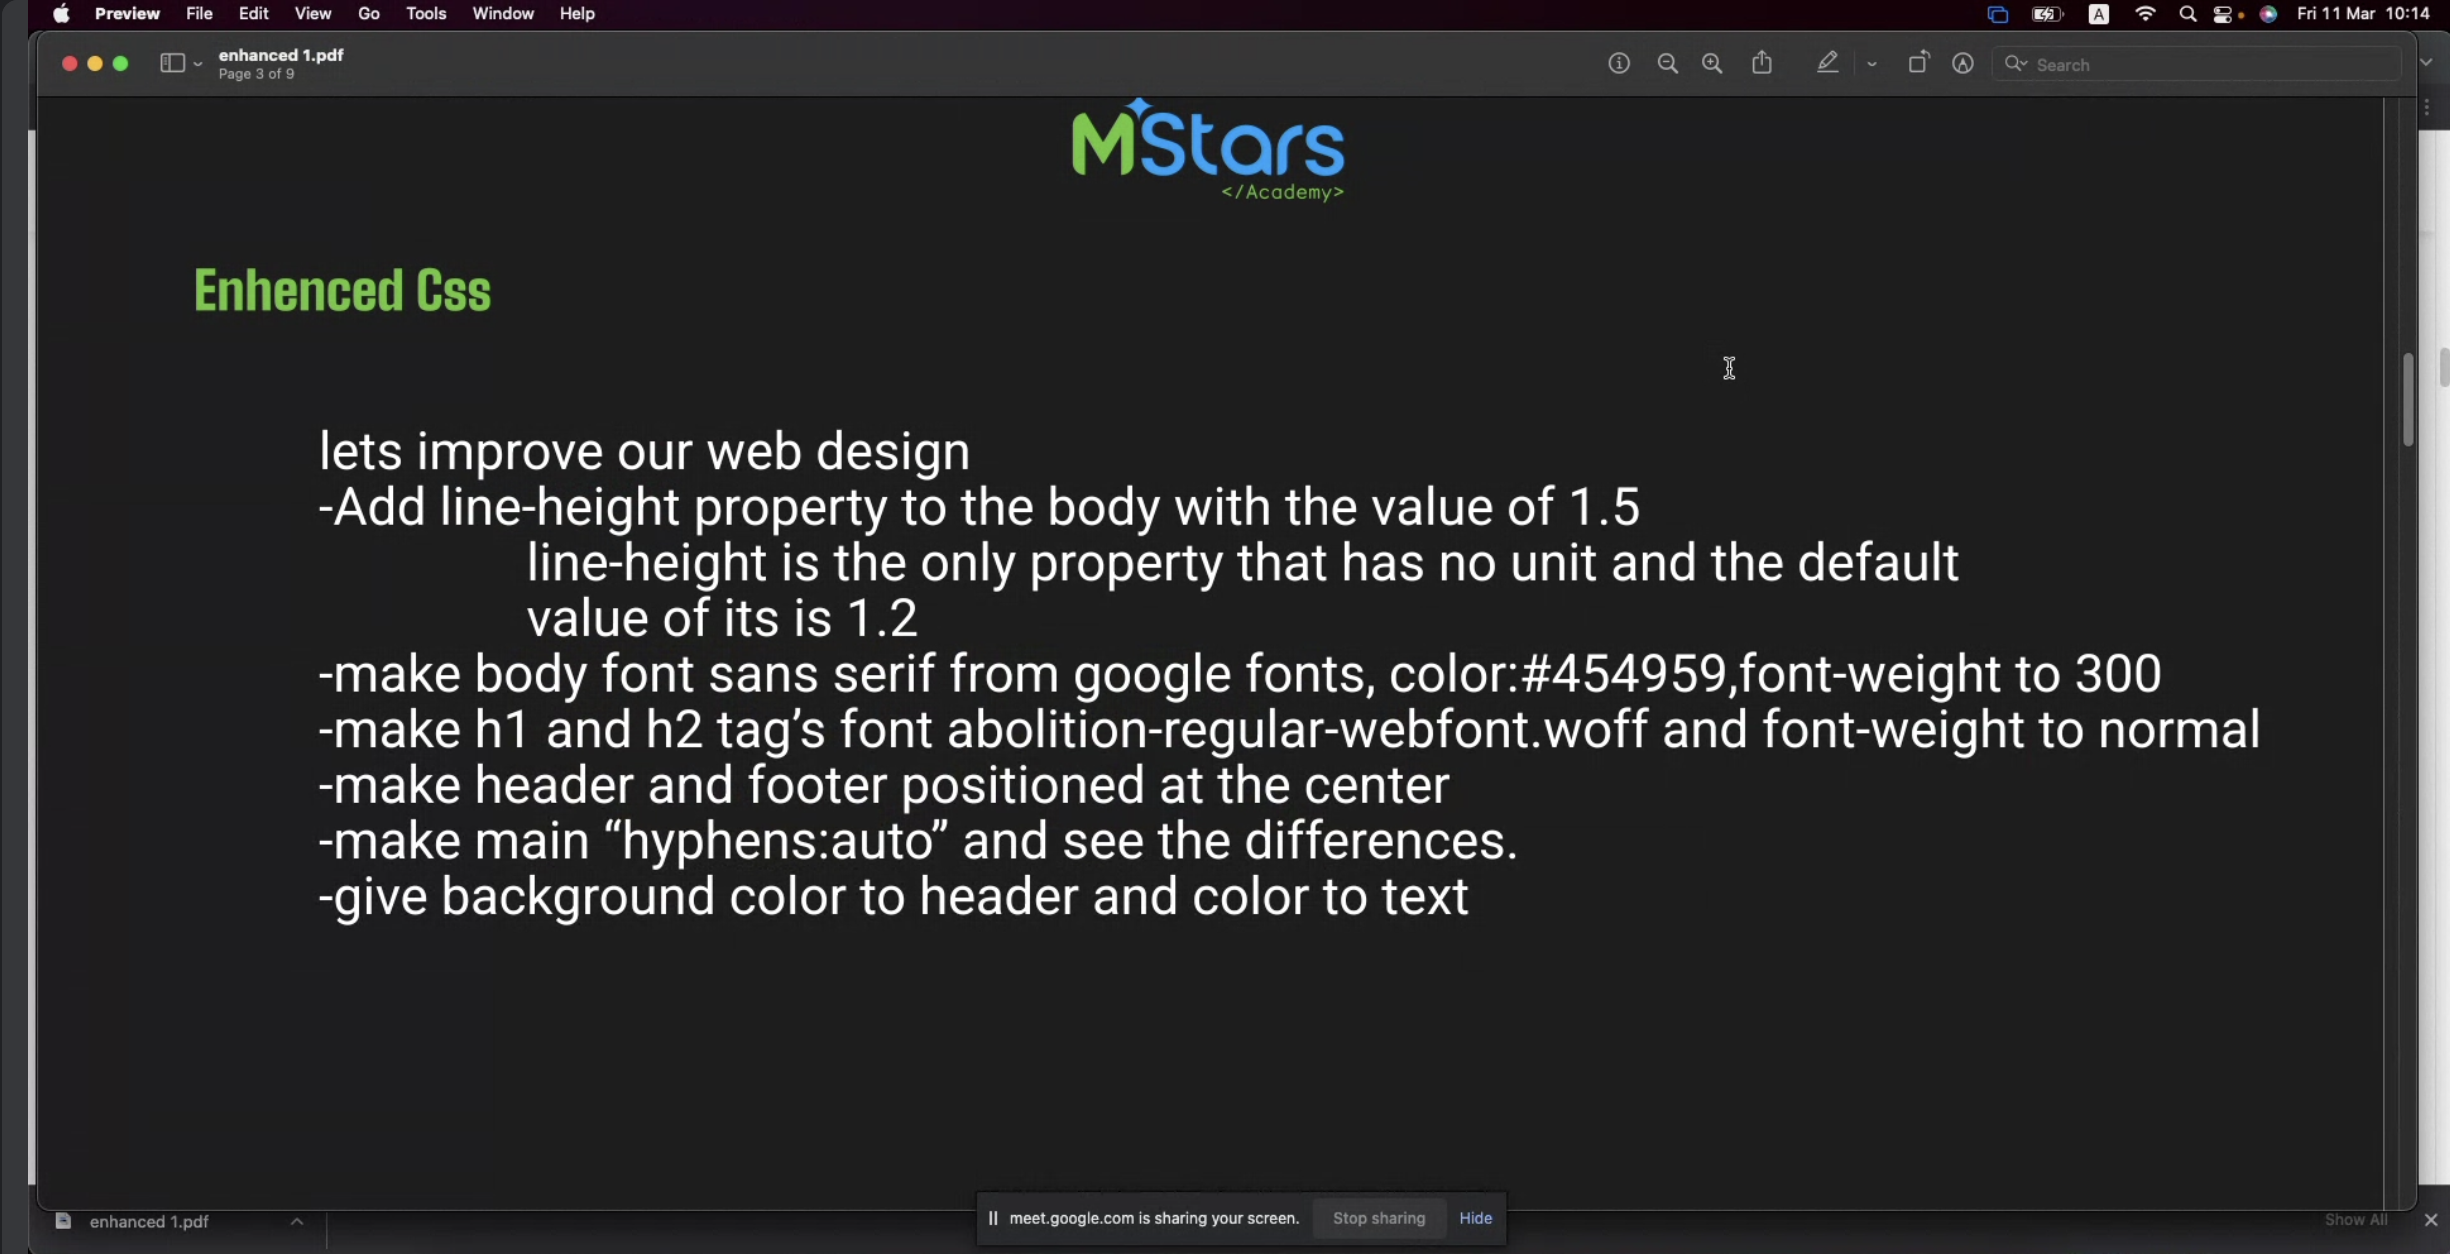 Preview File Edit View Go Tools Window Help A Fri 11 Mar 10:14
enhanced 1.pdf
Page 3 of 9
Search
MStars
</Academy>
Enhenced Css
lets improve our web design
-Add line-height property to the body with the value of 1.5
line-height is the only property that has no unit and the default
value of its is 1.2
-make body font sans serif from google fonts, color:#454959,font-weight to 300
-make h1 and h2 tag’s font abolition-regular-webfont.woff and font-weight to normal
-make header and footer positioned at the center
-make main “hyphens:auto” and see the differences.
-give background color to header and color to text
enhanced 1.pdf
meet.google.com is sharing your screen. Stop sharing Hide
Show All